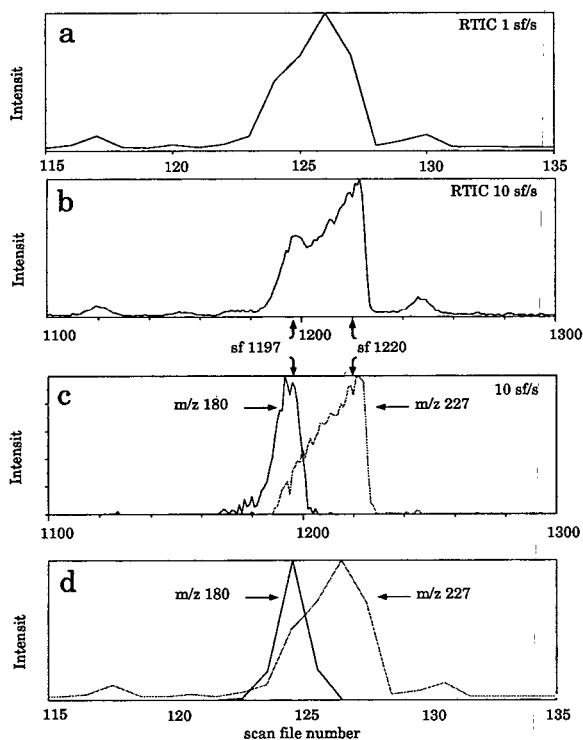 a
RTIC 1 sf/s
Intensit
115 120 125 130 135
b
RTIC 10 sf/s
Intensit
1100 1200 1300
sf 1197 sf 1220
c
10 sf/s
m/z 180 m/z 227
Intensit
1100 1200 1300
d
m/z 180 m/z 227
Intensit
115 120 125 130 135
scan file number